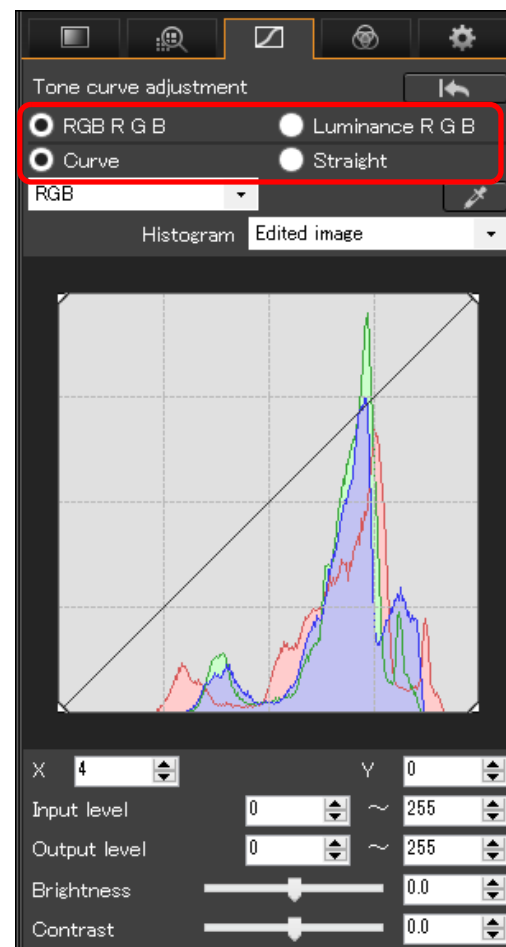 Tone curve adjustment
RGB R G B Luminance R G B
Curve Straight
RGB
Histogram Edited image
X 4 Y 0
Input level 0 ~ 255
Output level 0 ~ 255
Brightness 0.0
Contrast 0.0